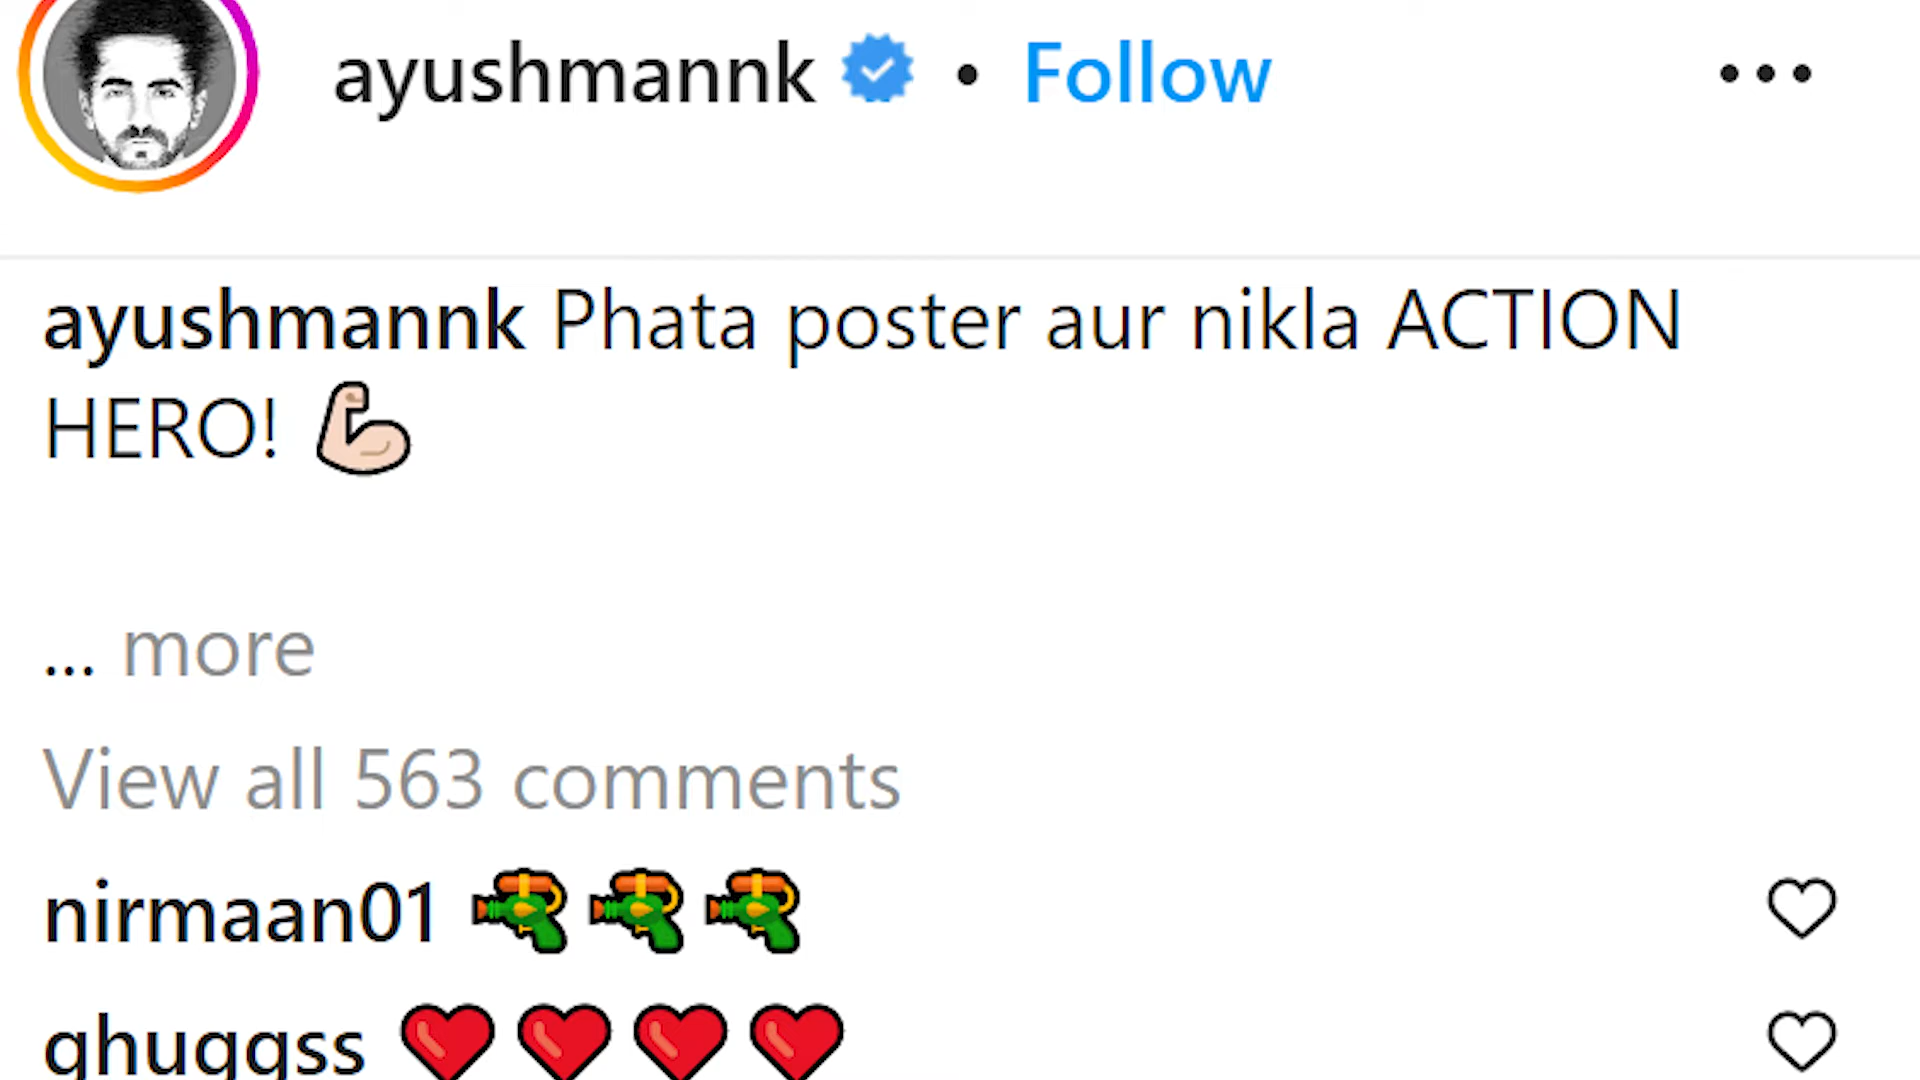 ayushmannk • Follow
ayushmannk Phata poster aur nikla ACTION
HERO! 💪🏻
... more
View all 563 comments
nirmaan01 🔫🔫🔫
ghuggss ❤️❤️❤️❤️